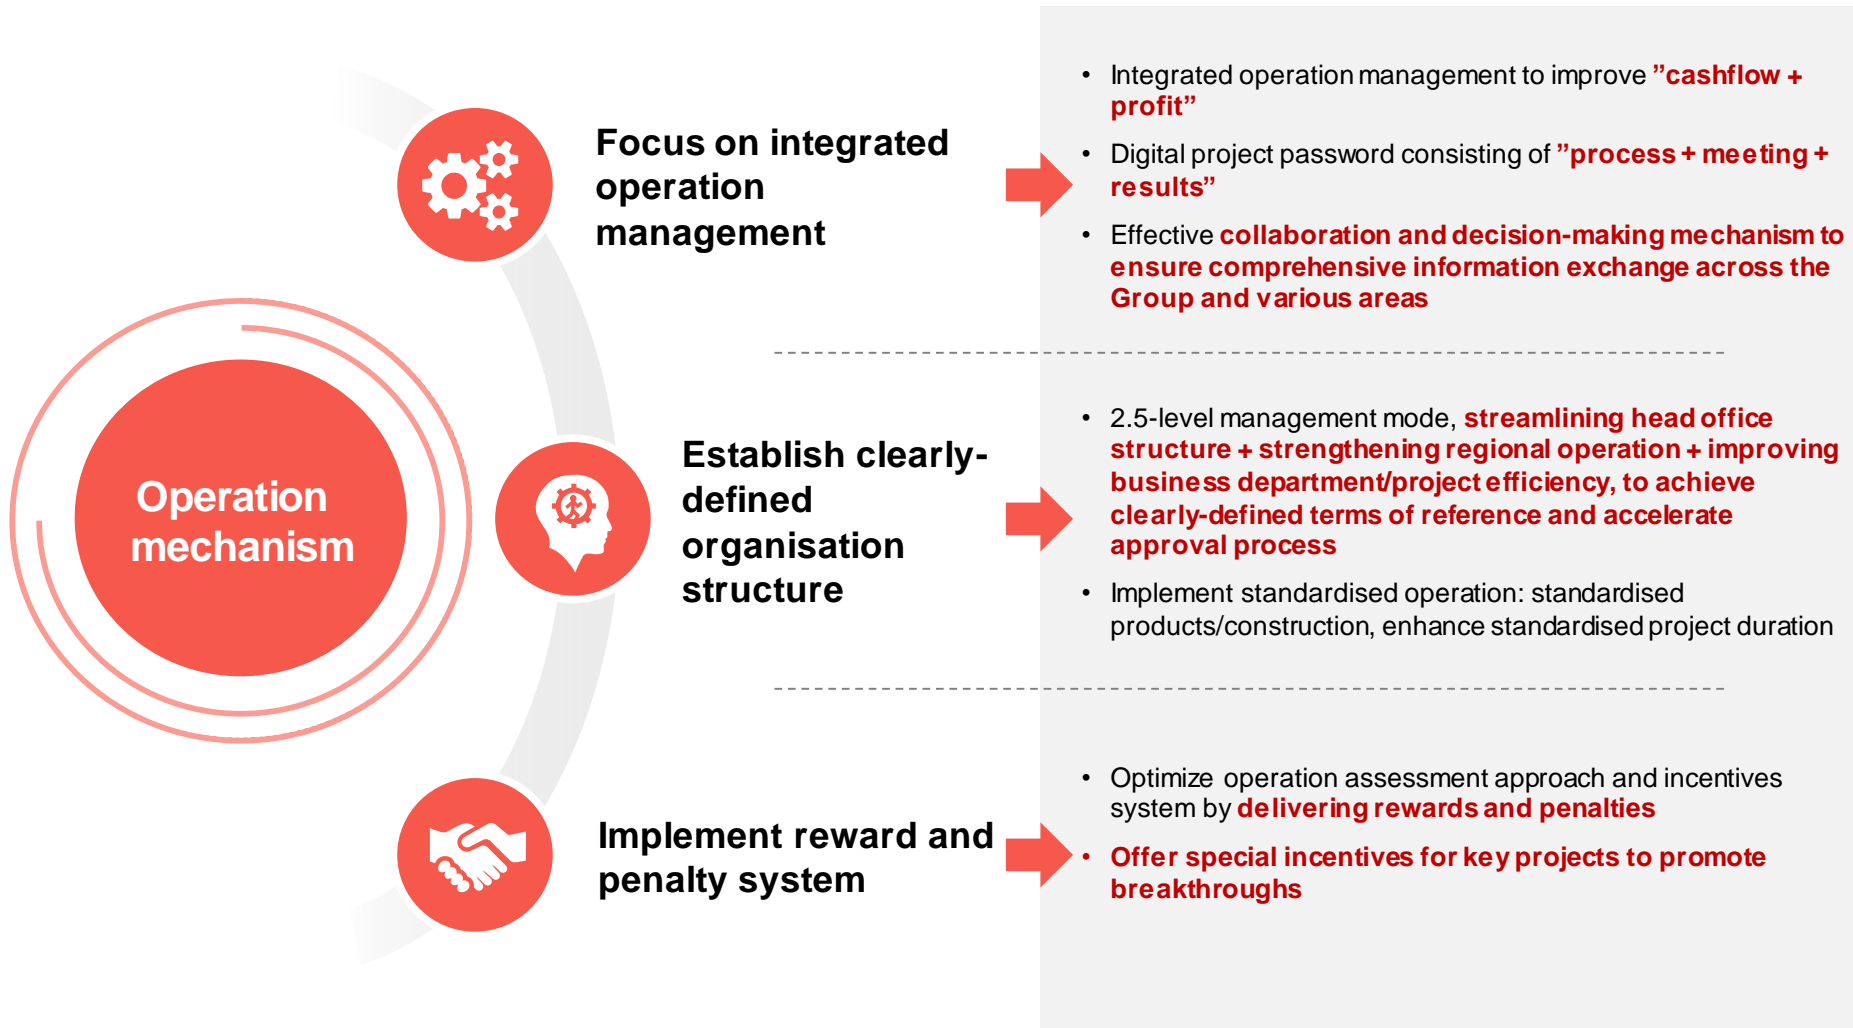 Operation
mechanism
Focus on integrated
operation
management
• Integrated operation management to improve ”cashflow +
profit”
• Digital project password consisting of ”process + meeting +
results”
• Effective collaboration and decision-making mechanism to
ensure comprehensive information exchange across the
Group and various areas
Establish clearly-
defined
organisation
structure
• 2.5-level management mode, streamlining head office
structure + strengthening regional operation + improving
business department/project efficiency, to achieve
clearly-defined terms of reference and accelerate
approval process
• Implement standardised operation: standardised
products/construction, enhance standardised project duration
Implement reward and
penalty system
• Optimize operation assessment approach and incentives
system by delivering rewards and penalties
• Offer special incentives for key projects to promote
breakthroughs